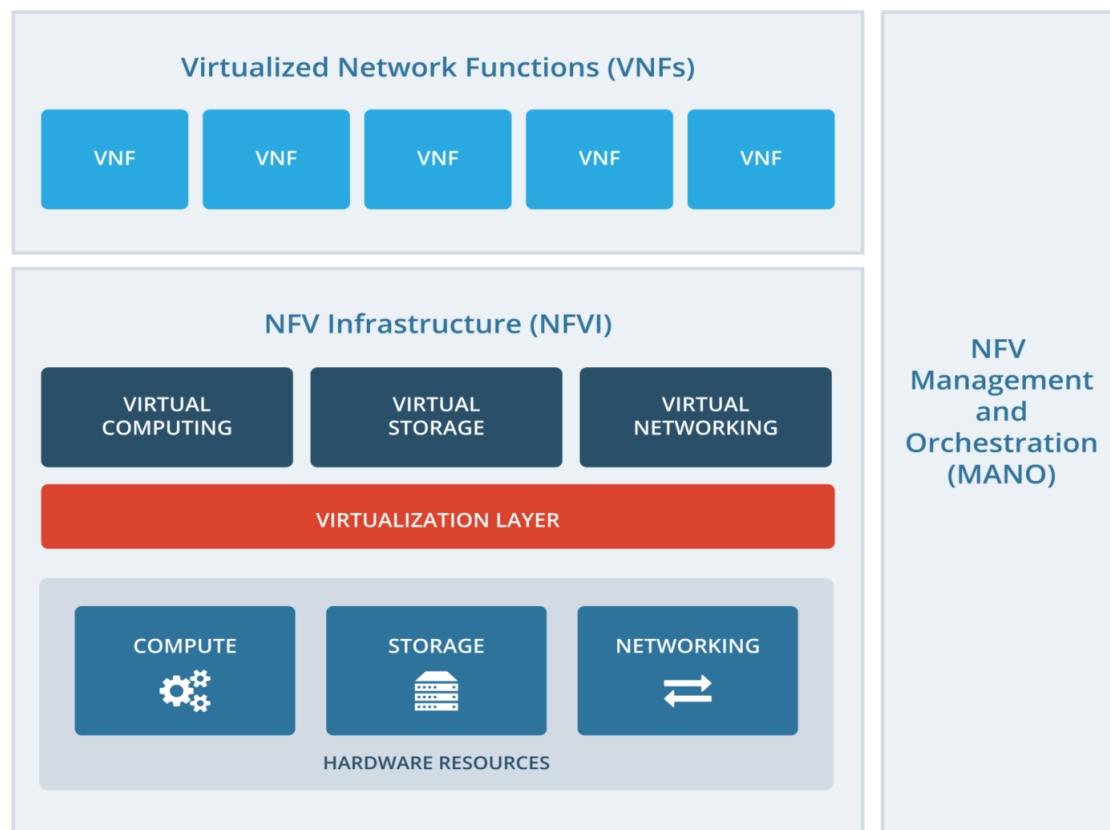 Virtualized Network Functions (VNFs)
VNF VNF VNF VNF VNF
NFV Infrastructure (NFVI)
VIRTUAL
COMPUTING
VIRTUAL
STORAGE
VIRTUAL
NETWORKING
VIRTUALIZATION LAYER
COMPUTE
STORAGE
NETWORKING
HARDWARE RESOURCES
NFV
Management
and
Orchestration
(MANO)